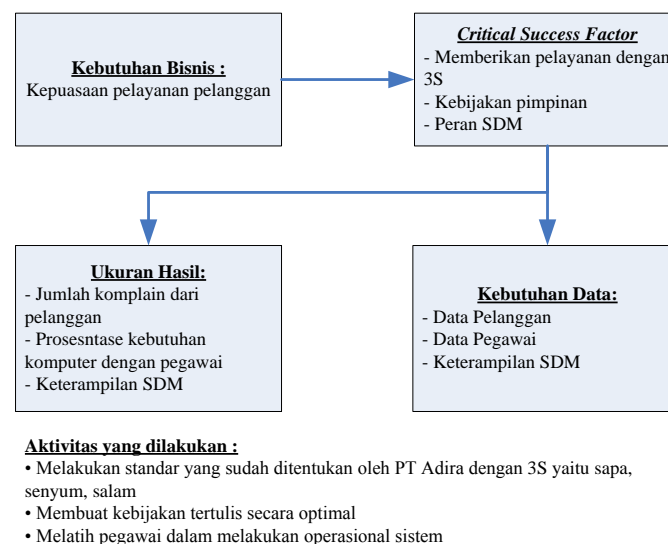 Kebutuhan Bisnis :
Kepuasaan pelayanan pelanggan
Critical Success Factor
- Memberikan pelayanan dengan
3S
- Kebijakan pimpinan
- Peran SDM
Ukuran Hasil:
- Jumlah komplain dari
pelanggan
- Prosesntase kebutuhan
komputer dengan pegawai
- Keterampilan SDM
Kebutuhan Data:
- Data Pelanggan
- Data Pegawai
- Keterampilan SDM
Aktivitas yang dilakukan :
• Melakukan standar yang sudah ditentukan oleh PT Adira dengan 3S yaitu sapa,
senyum, salam
• Membuat kebijakan tertulis secara optimal
• Melatih pegawai dalam melakukan operasional sistem